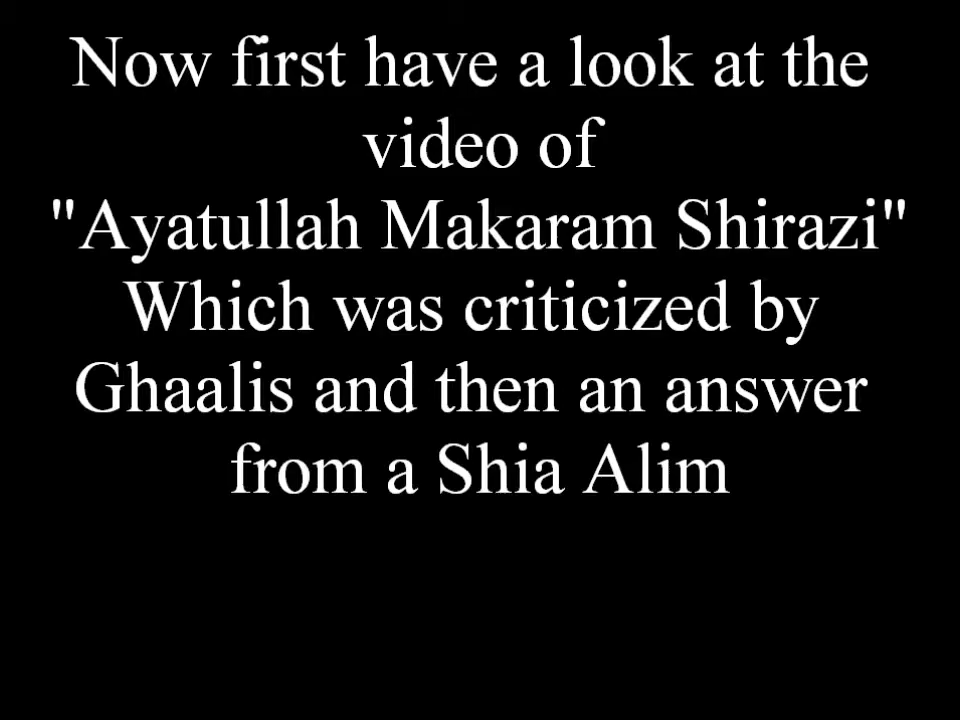 Now first have a look at the
video of
"Ayatullah Makaram Shirazi"
Which was criticized by
Ghaalis and then an answer
from a Shia Alim